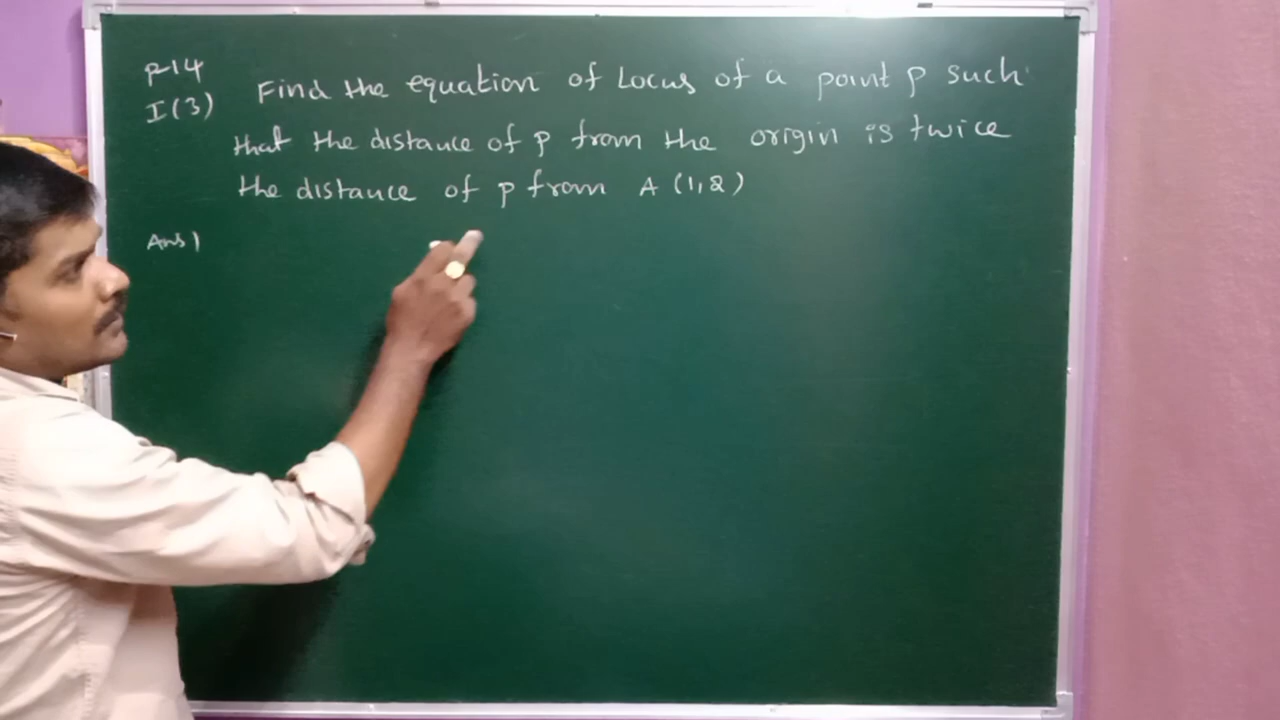 P-14
I(3) Find the equation of Locus of a point P such
that the distance of P from the origin is twice
the distance of P from A (1,2)
Ans)